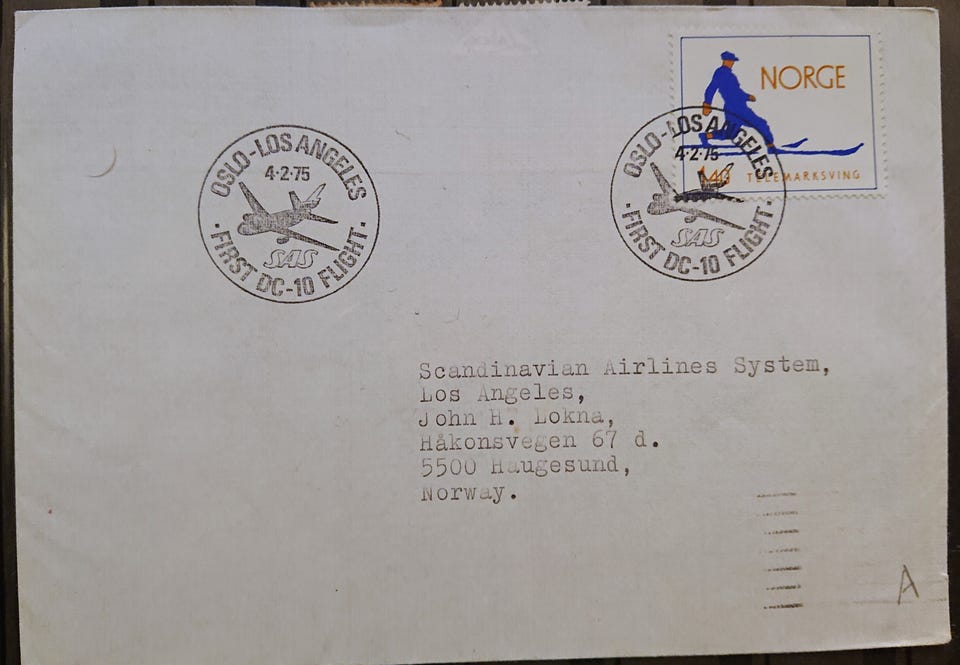 OSLO-LOS ANGELES
4·2·75
SAS
·FIRST DC-10 FLIGHT·
NORGE
140 TELEMARKSVING
OSLO-LOS ANGELES
4·2·75
SAS
·FIRST DC-10 FLIGHT·
Scandinavian Airlines System,
Los Angeles,
John H. Lokna,
Håkonsvegen 67 d.
5500 Haugesund,
Norway.
A